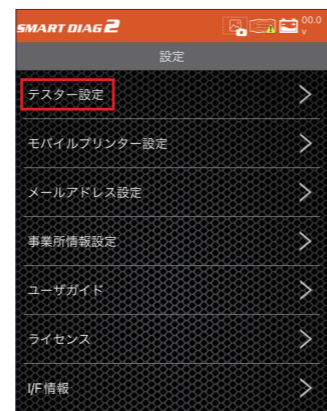 SMART DIAG 2
00.0
v
設定
テスター設定
モバイルプリンター設定
メールアドレス設定
事業所情報設定
ユーザガイド
ライセンス
I/F 情報